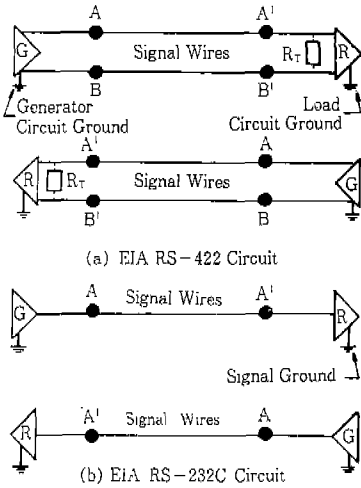 A A'
G Signal Wires R_T R
B B'
Generator Circuit Ground
Load Circuit Ground
A' A
R R_T Signal Wires G
B' B
(a) EIA RS-422 Circuit
A Signal Wires A'
G R
Signal Ground
A' Signal Wires A
R G
(b) EIA RS-232C Circuit